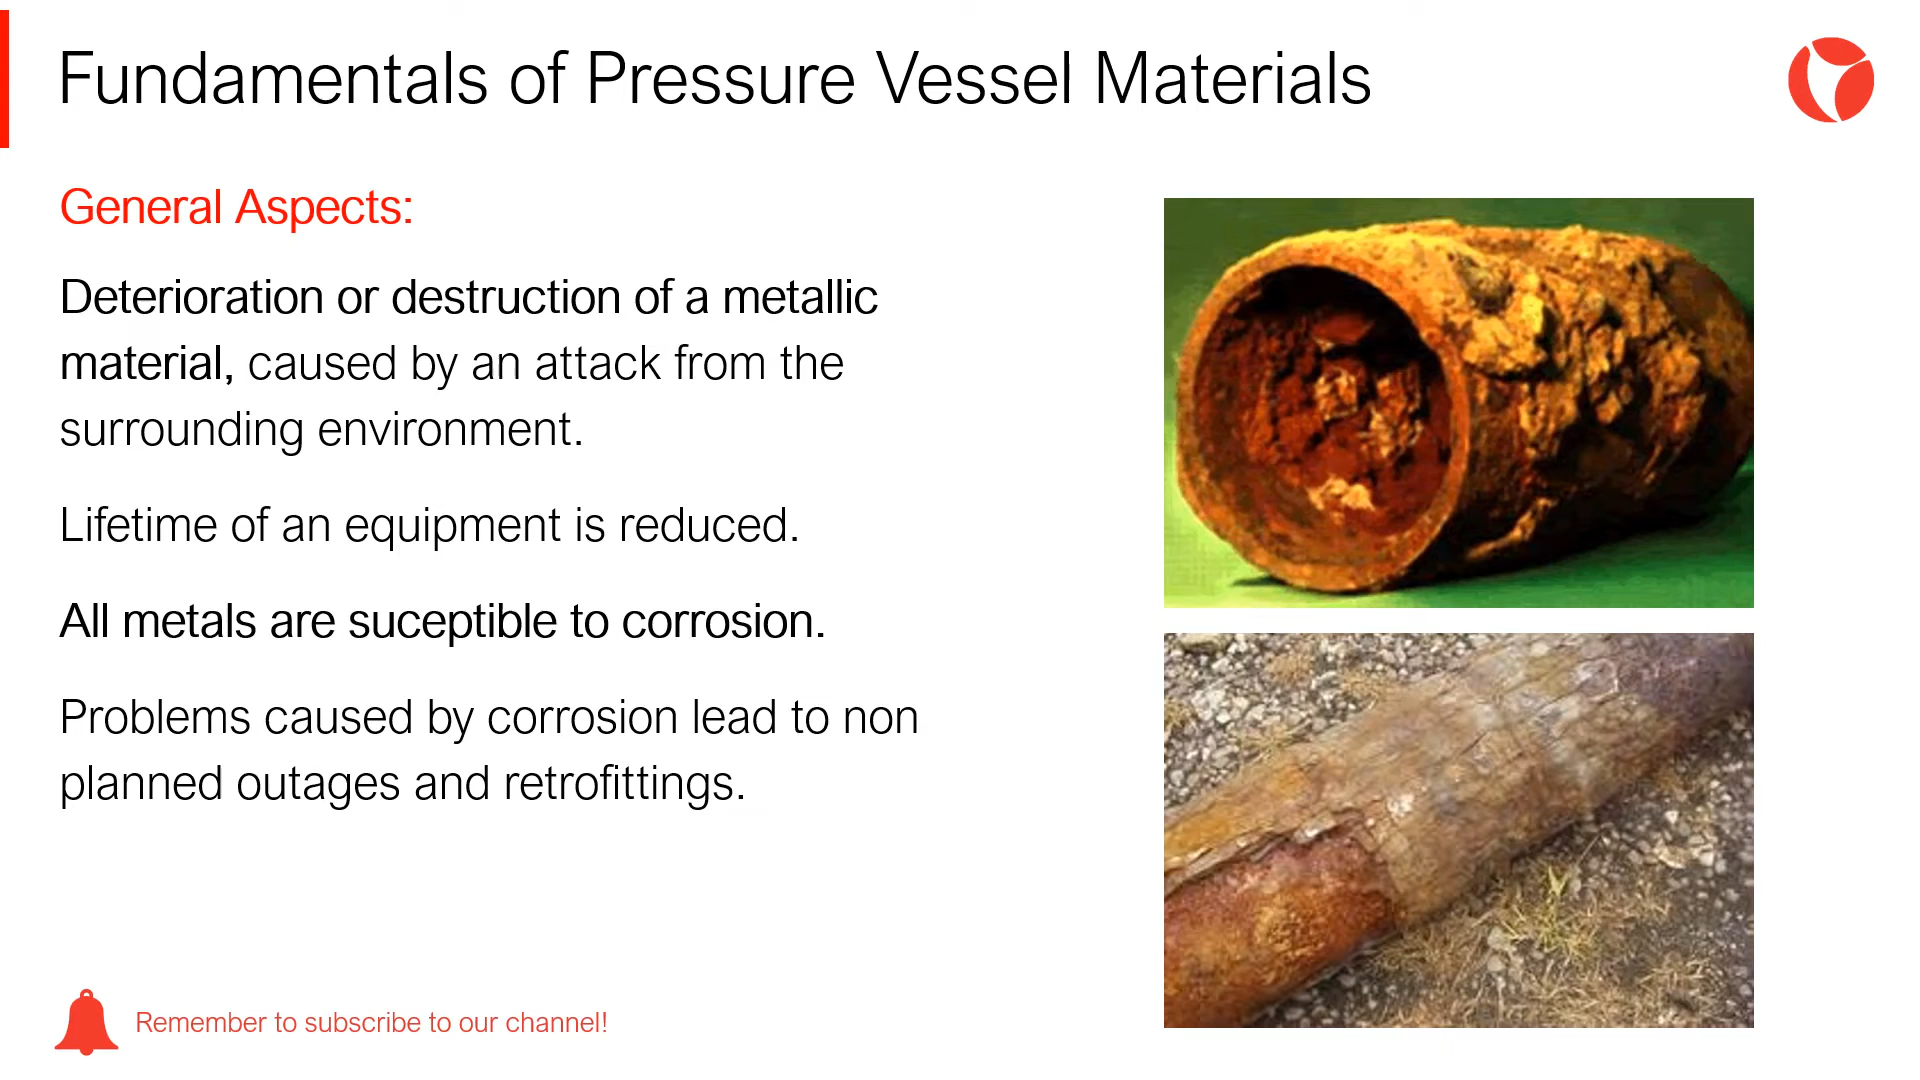 Fundamentals of Pressure Vessel Materials
General Aspects:
Deterioration or destruction of a metallic
material, caused by an attack from the
surrounding environment.
Lifetime of an equipment is reduced.
All metals are suceptible to corrosion.
Problems caused by corrosion lead to non
planned outages and retrofittings.
Remember to subscribe to our channel!